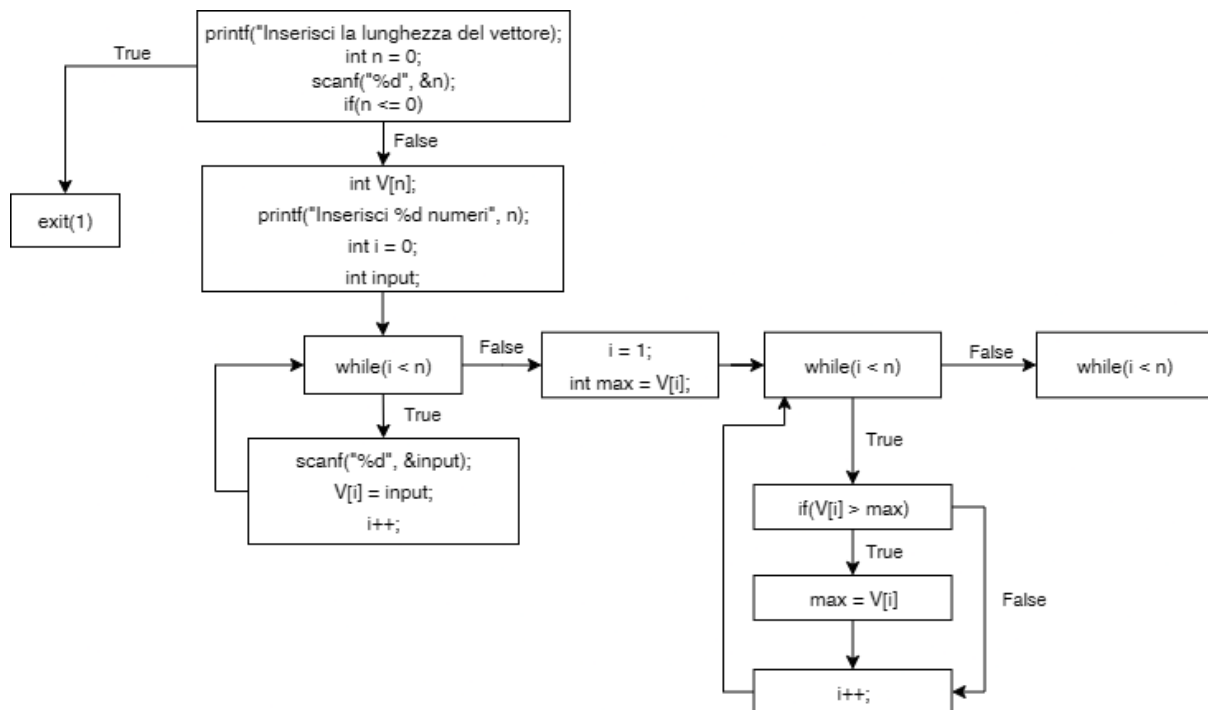 printf("Inserisci la lunghezza del vettore);
int n = 0;
scanf("%d", &n);
if(n <= 0)
True
False
exit(1)
int V[n];
printf("Inserisci %d numeri", n);
int i = 0;
int input;
while(i < n)
False
i = 1;
int max = V[i];
while(i < n)
False
while(i < n)
True
scanf("%d", &input);
V[i] = input;
i++;
True
if(V[i] > max)
True
False
max = V[i]
i++;